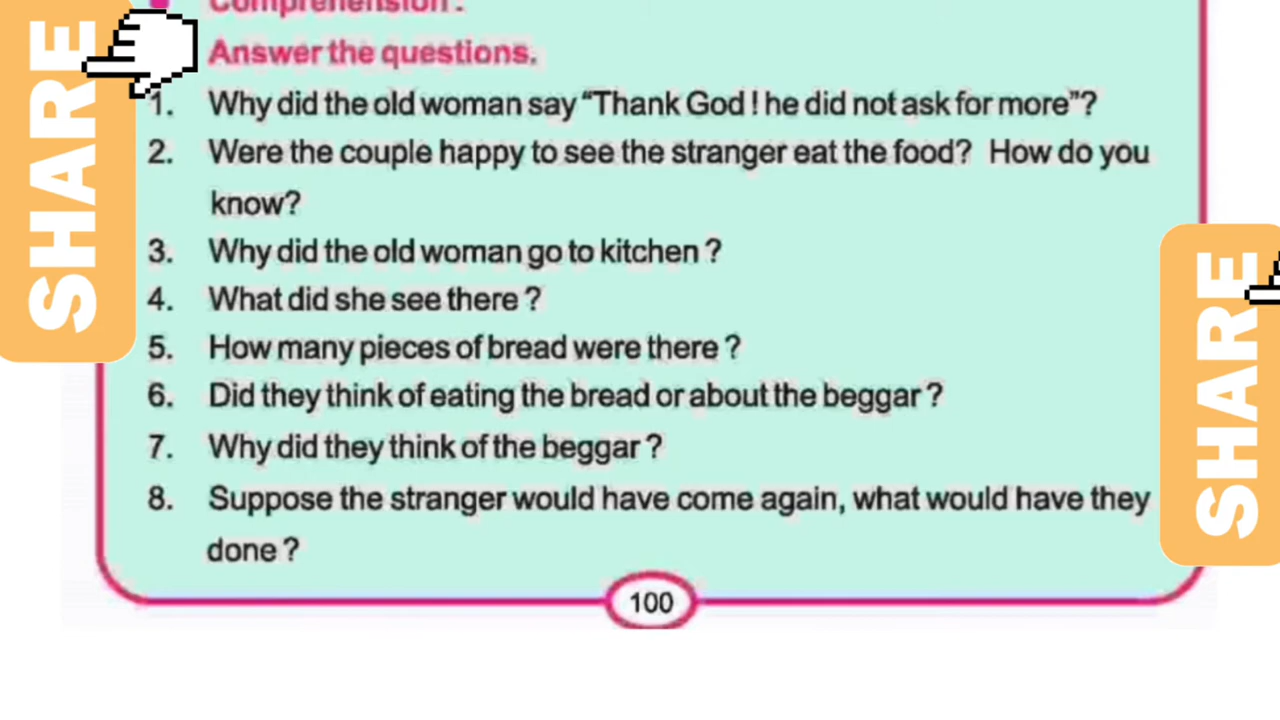 SHARE
Comprehension :
Answer the questions.
1. Why did the old woman say “Thank God ! he did not ask for more”?
2. Were the couple happy to see the stranger eat the food? How do you
know?
3. Why did the old woman go to kitchen ?
4. What did she see there ?
5. How many pieces of bread were there ?
6. Did they think of eating the bread or about the beggar ?
7. Why did they think of the beggar ?
8. Suppose the stranger would have come again, what would have they
done ?
100
SHARE